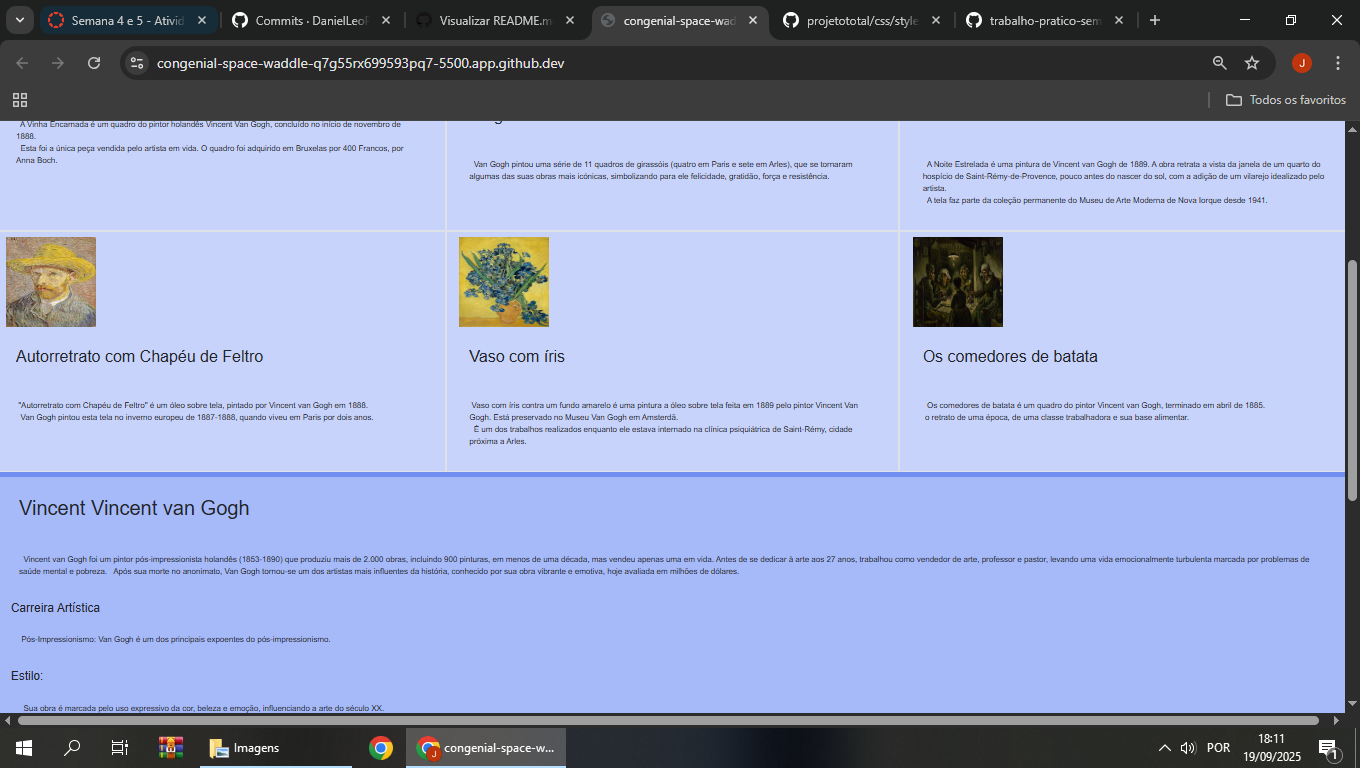 Semana 4 e 5 - Ativid
Commits · DanielLeoP
Visualizar README.m
congenial-space-wadd
projetototal/css/style
trabalho-pratico-sem
congenial-space-waddle-q7g55rx699593pq7-5500.app.github.dev
J
Todos os favoritos
A Vinha Encarnada é um quadro do pintor holandês Vincent Van Gogh, concluído no início de novembro de
1888.
Esta foi a única peça vendida pelo artista em vida. O quadro foi adquirido em Bruxelas por 400 Francos, por
Anna Boch.
Van Gogh pintou uma série de 11 quadros de girassóis (quatro em Paris e sete em Arles), que se tornaram
algumas das suas obras mais icónicas, simbolizando para ele felicidade, gratidão, força e resistência.
A Noite Estrelada é uma pintura de Vincent van Gogh de 1889. A obra retrata a vista da janela de um quarto do
hospício de Saint-Rémy-de-Provence, pouco antes do nascer do sol, com a adição de um vilarejo idealizado pelo
artista.
A tela faz parte da coleção permanente do Museu de Arte Moderna de Nova Iorque desde 1941.
Autorretrato com Chapéu de Feltro
"Autorretrato com Chapéu de Feltro" é um óleo sobre tela, pintado por Vincent van Gogh em 1888.
Van Gogh pintou esta tela no inverno europeu de 1887-1888, quando viveu em Paris por dois anos.
Vaso com íris
Vaso com íris contra um fundo amarelo é uma pintura a óleo sobre tela feita em 1889 pelo pintor Vincent Van
Gogh. Está preservado no Museu Van Gogh em Amsterdã.
É um dos trabalhos realizados enquanto ele estava internado na clínica psiquiátrica de Saint-Rémy, cidade
próxima a Arles.
Os comedores de batata
Os comedores de batata é um quadro do pintor Vincent van Gogh, terminado em abril de 1885.
o retrato de uma época, de uma classe trabalhadora e sua base alimentar.
Vincent Vincent van Gogh
Vincent van Gogh foi um pintor pós-impressionista holandês (1853-1890) que produziu mais de 2.000 obras, incluindo 900 pinturas, em menos de uma década, mas vendeu apenas uma em vida. Antes de se dedicar à arte aos 27 anos, trabalhou como vendedor de arte, professor e pastor, levando uma vida emocionalmente turbulenta marcada por problemas de
saúde mental e pobreza. Após sua morte no anonimato, Van Gogh tornou-se um dos artistas mais influentes da história, conhecido por sua obra vibrante e emotiva, hoje avaliada em milhões de dólares.
Carreira Artística
Pós-Impressionismo: Van Gogh é um dos principais expoentes do pós-impressionismo.
Estilo:
Sua obra é marcada pelo uso expressivo da cor, beleza e emoção, influenciando a arte do século XX.
Imagens
J
congenial-space-w...
POR
18:11
19/09/2025
1